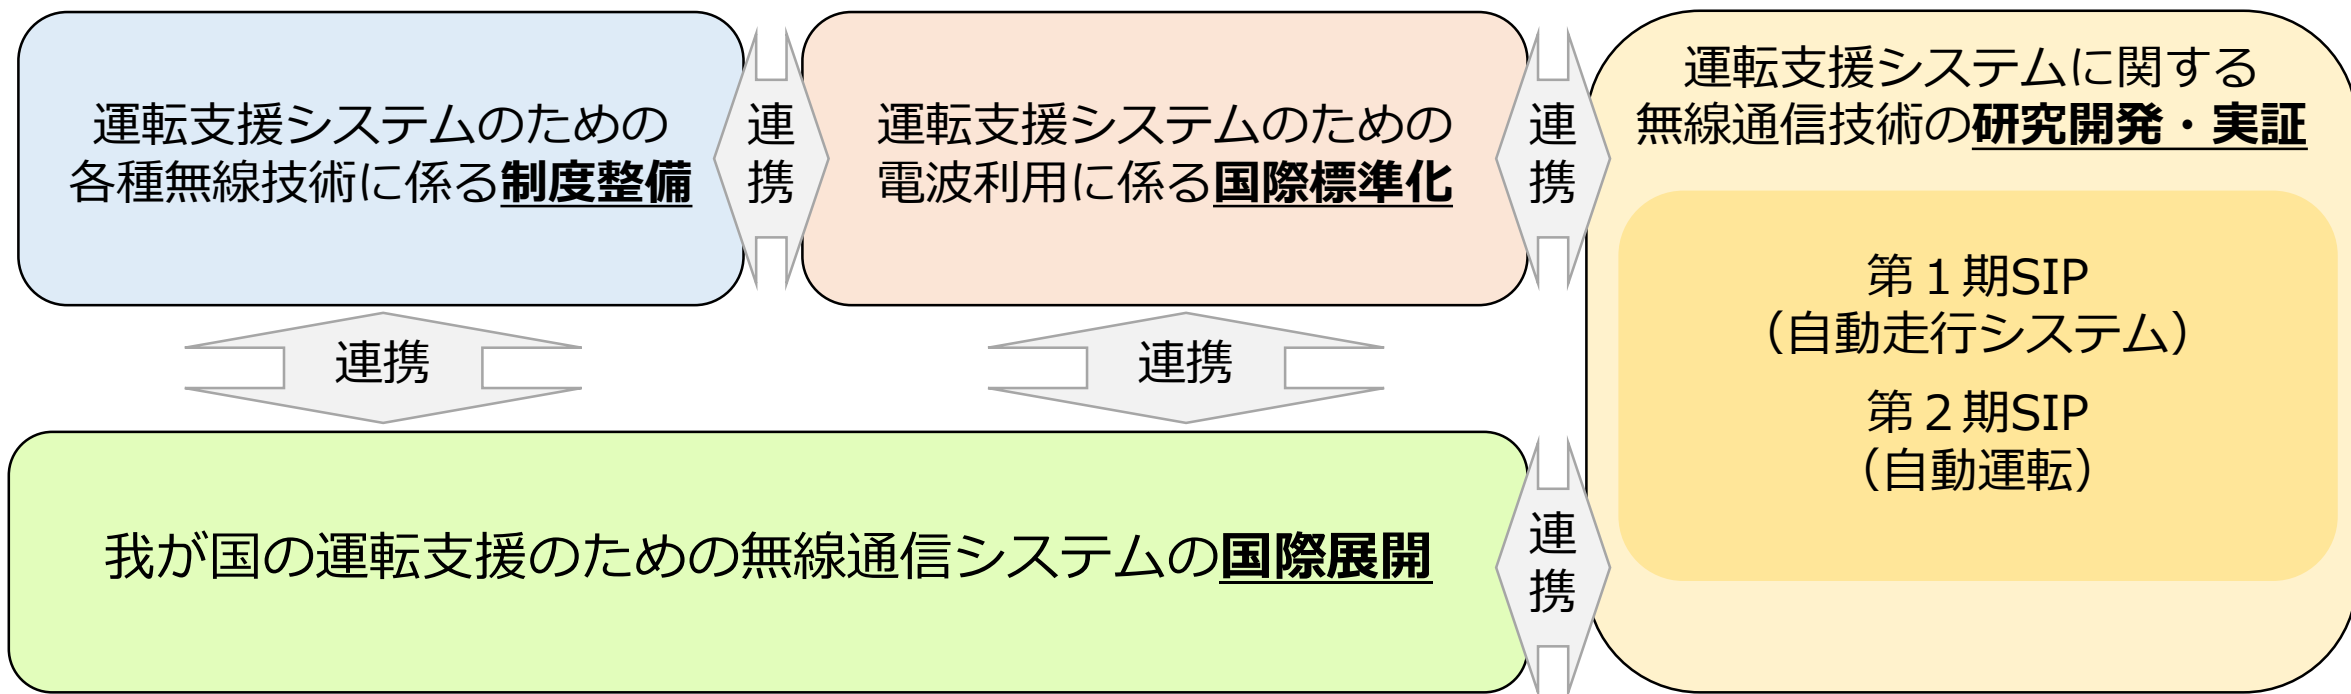 運転支援システムのための
各種無線技術に係る制度整備
連
携
運転支援システムのための
電波利用に係る国際標準化
連
携
運転支援システムに関する
無線通信技術の研究開発・実証
第１期SIP
（自動走行システム）
第２期SIP
（自動運転）
連携
連携
我が国の運転支援のための無線通信システムの国際展開
連
携